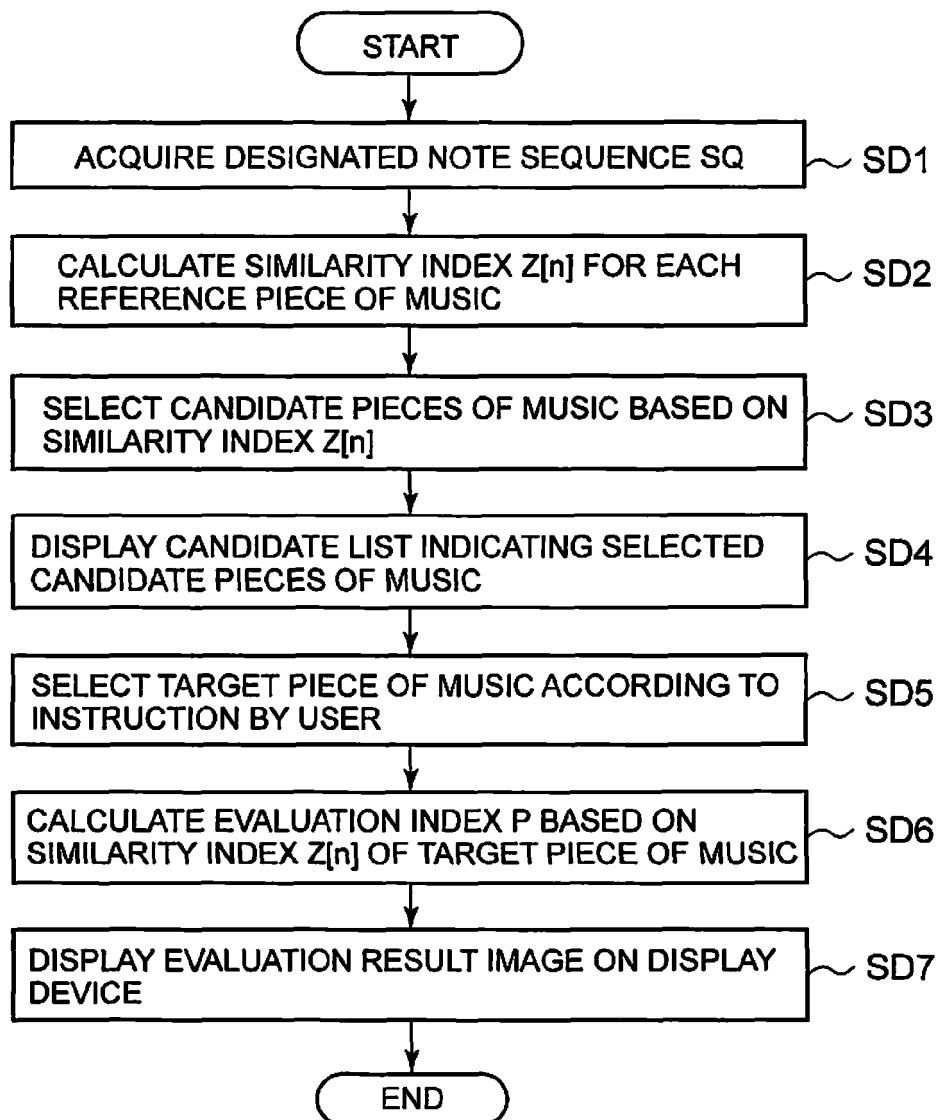 START
ACQUIRE DESIGNATED NOTE SEQUENCE SQ
SD1
CALCULATE SIMILARITY INDEX Z[n] FOR EACH
REFERENCE PIECE OF MUSIC
SD2
SELECT CANDIDATE PIECES OF MUSIC BASED ON
SIMILARITY INDEX Z[n]
SD3
DISPLAY CANDIDATE LIST INDICATING SELECTED
CANDIDATE PIECES OF MUSIC
SD4
SELECT TARGET PIECE OF MUSIC ACCORDING TO
INSTRUCTION BY USER
SD5
CALCULATE EVALUATION INDEX P BASED ON
SIMILARITY INDEX Z[n] OF TARGET PIECE OF MUSIC
SD6
DISPLAY EVALUATION RESULT IMAGE ON DISPLAY
DEVICE
SD7
END